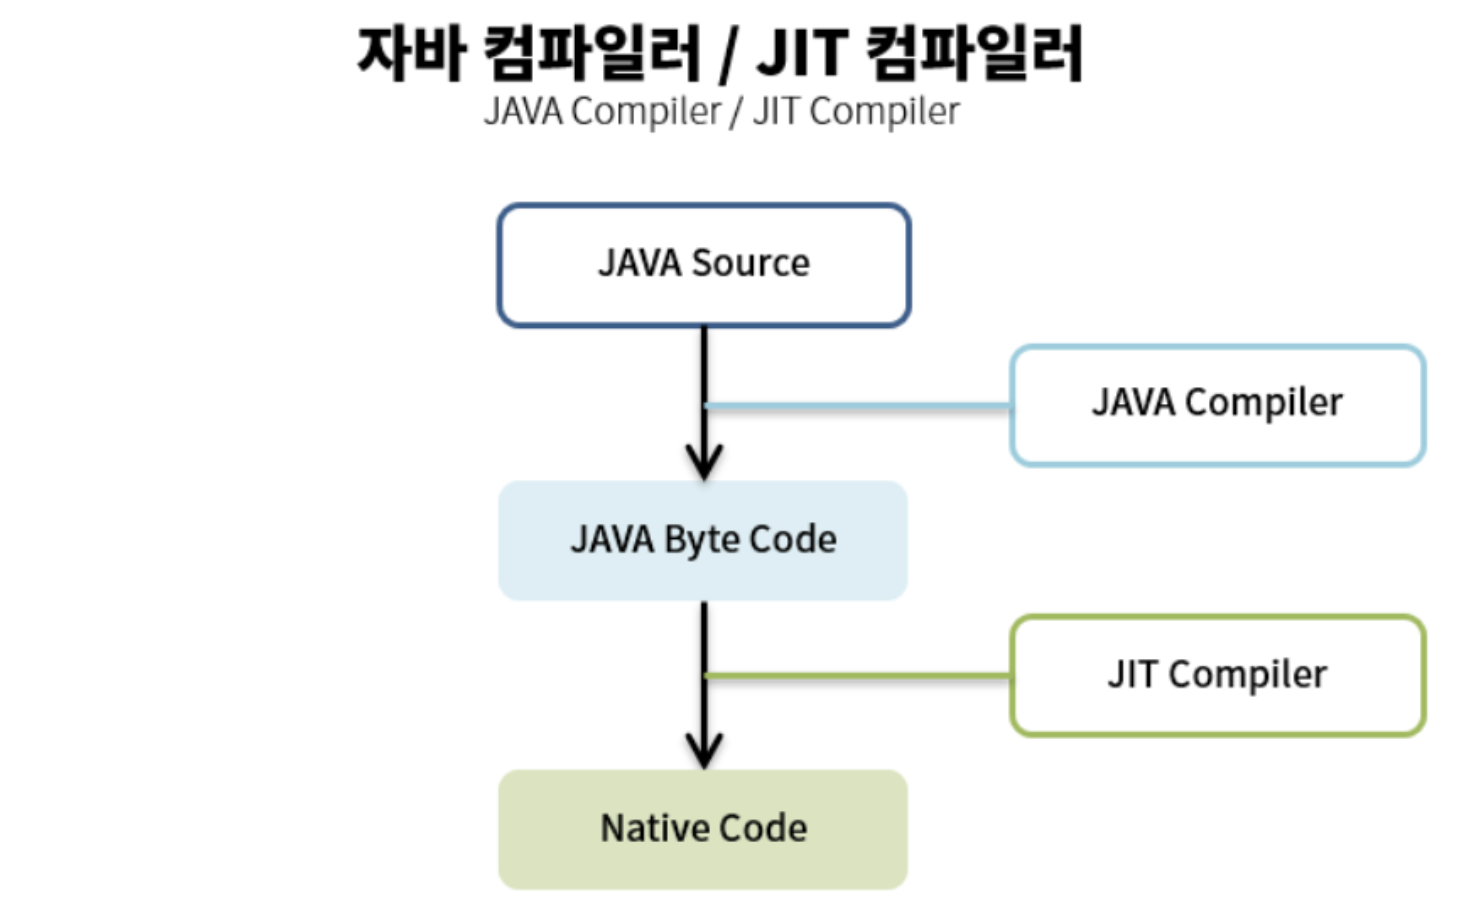 자바 컴파일러 / JIT 컴파일러
JAVA Compiler / JIT Compiler
JAVA Source
JAVA Compiler
JAVA Byte Code
JIT Compiler
Native Code